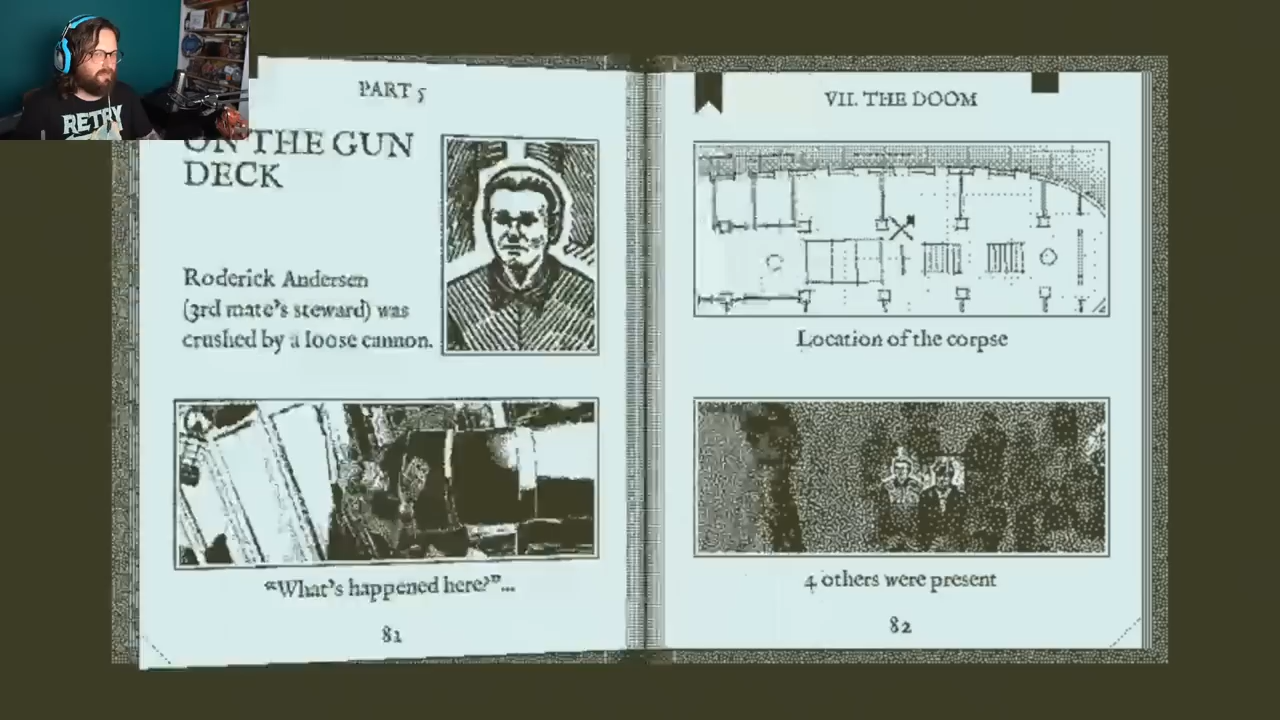 RETRY
PART 5
ON THE GUN
DECK
Roderick Andersen
(3rd mate's steward) was
crushed by a loose cannon.
"What's happened here?"...
81
VII. THE DOOM
Location of the corpse
4 others were present
82